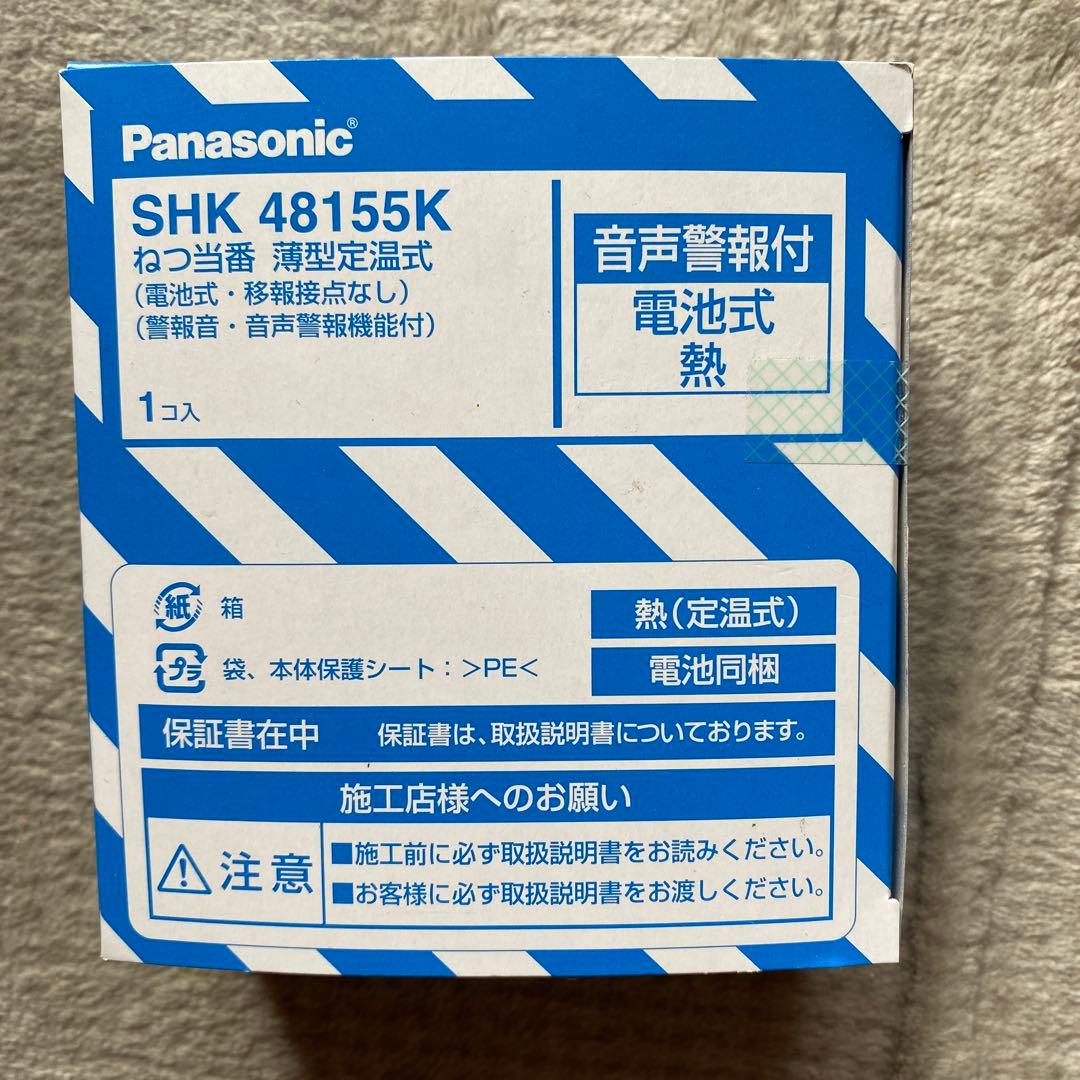 Panasonic®
SHK 48155K
ねつ当番 薄型定温式
(電池式・移報接点なし)
(警報音・音声警報機能付)
1コ入
音声警報付
電池式
熱
紙 箱
プラ 袋、本体保護シート:>PE<
熱(定温式)
電池同梱
保証書在中 保証書は、取扱説明書についております。
施工店様へのお願い
注意
■施工前に必ず取扱説明書をお読みください。
■お客様に必ず取扱説明書をお渡しください。